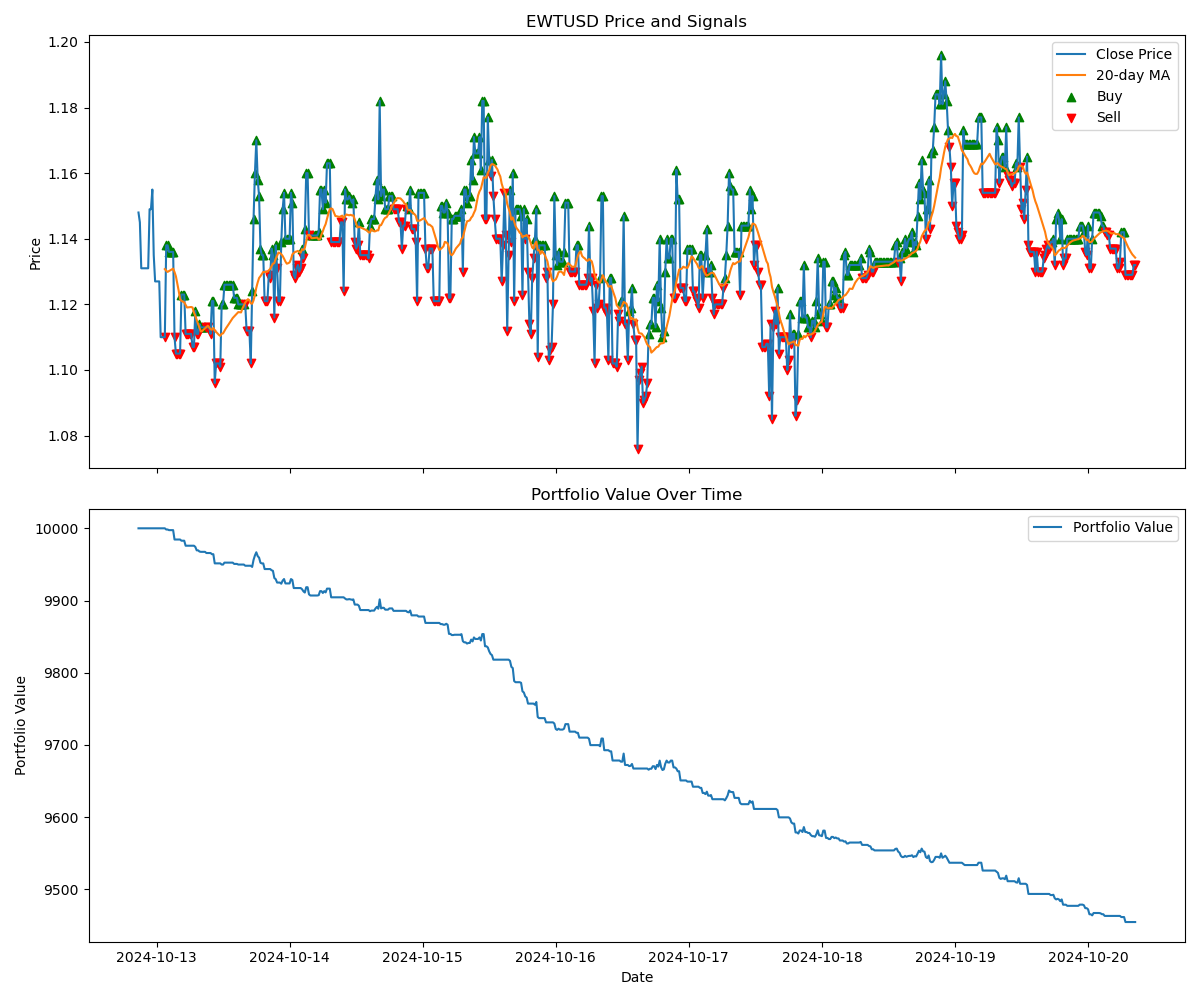 EWTUSD Price and Signals
Price
1.20
1.18
1.16
1.14
1.12
1.10
1.08
Close Price
20-day MA
Buy
Sell
Portfolio Value Over Time
Portfolio Value
10000
9900
9800
9700
9600
9500
Portfolio Value
2024-10-13 2024-10-14 2024-10-15 2024-10-16 2024-10-17 2024-10-18 2024-10-19 2024-10-20
Date